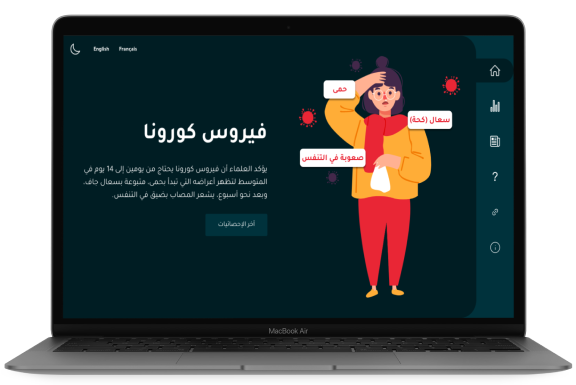 English Français
حمى
سعال (كحة)
صعوبة في التنفس
فيروس كورونا
يؤكد العلماء أن فيروس كورونا يحتاج من يومين إلى 14 يوم في
المتوسط لتظهر أعراضه التي تبدأ بحمى، متبوعة بسعال جاف،
وبعد نحو أسبوع، يشعر المصاب بضيق في التنفس.
آخر الإحصائيات
?
MacBook Air